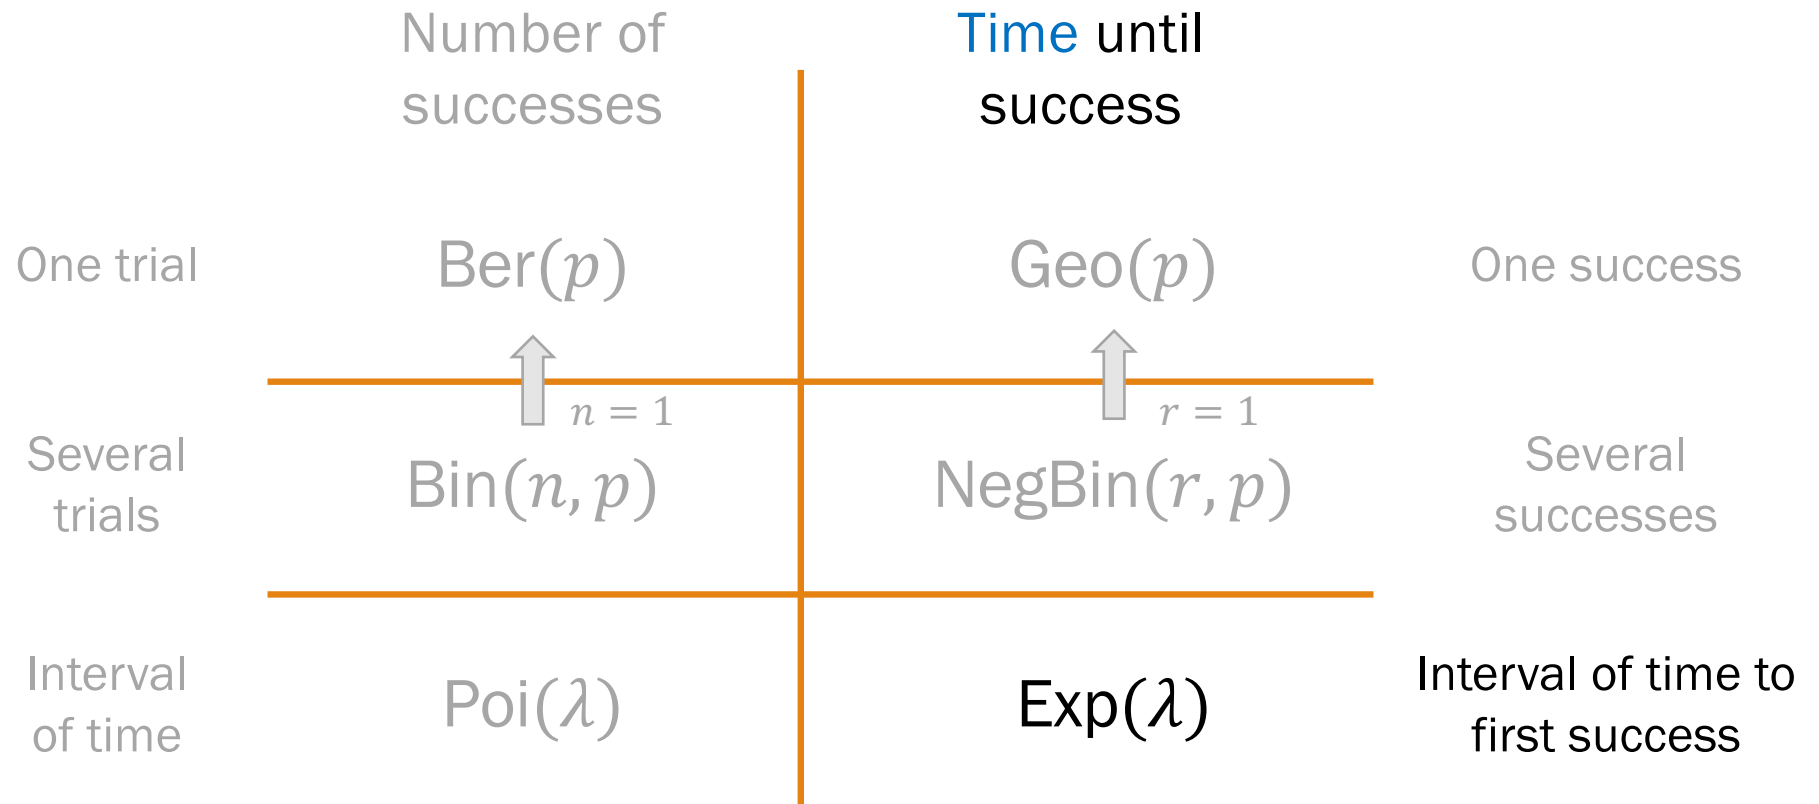 Number of
successes
Time until
success
One trial
Ber(p)
Geo(p)
One success
n = 1
r = 1
Several
trials
Bin(n, p)
NegBin(r, p)
Several
successes
Interval
of time
Poi(λ)
Exp(λ)
Interval of time to
first success